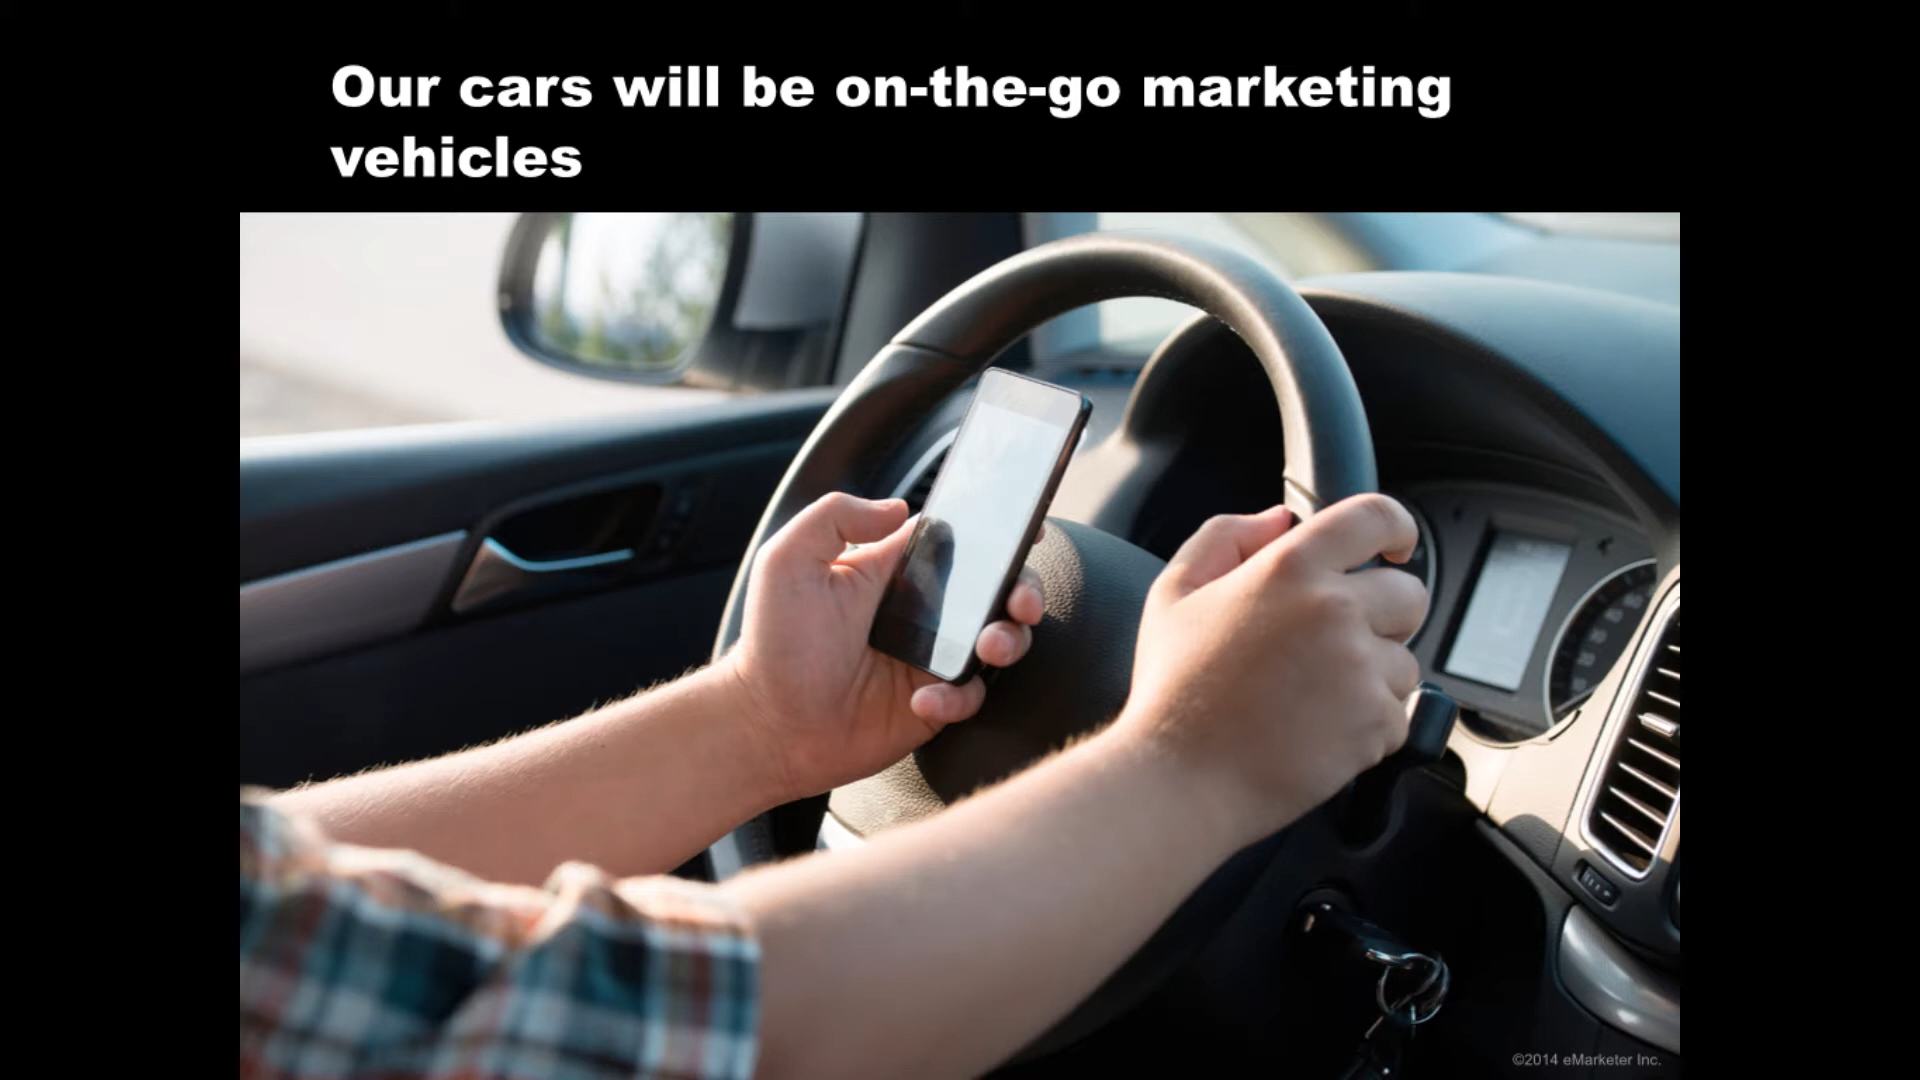 Our cars will be on-the-go marketing
vehicles
©2014 eMarketer Inc.